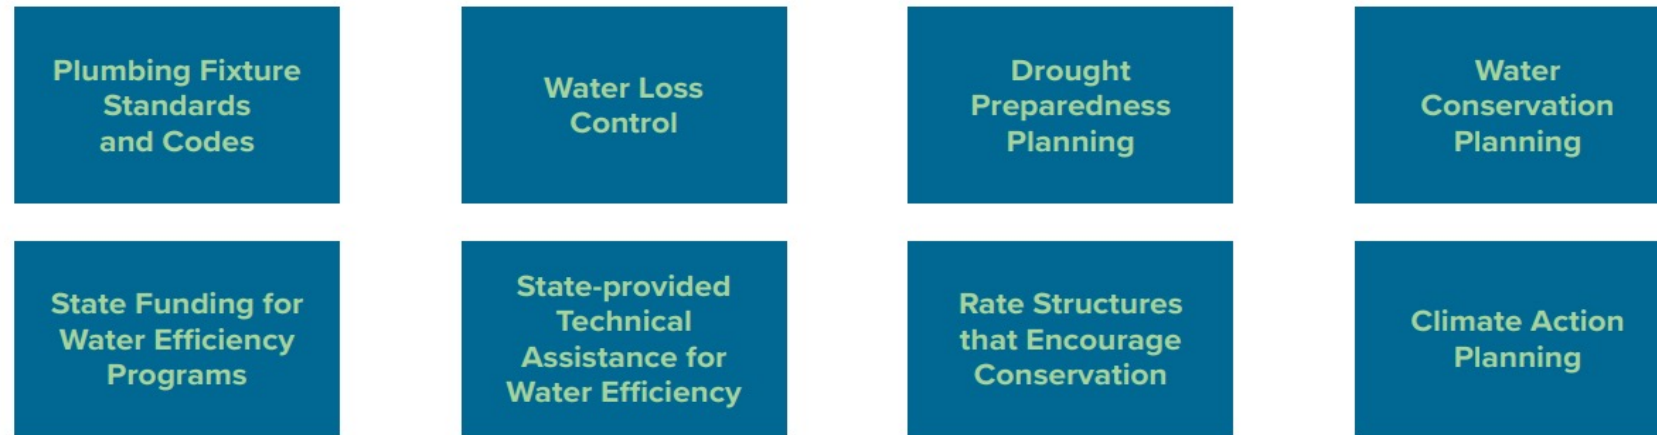 Plumbing Fixture
Standards
and Codes
Water Loss
Control
Drought
Preparedness
Planning
Water
Conservation
Planning
State Funding for
Water Efficiency
Programs
State-provided
Technical
Assistance for
Water Efficiency
Rate Structures
that Encourage
Conservation
Climate Action
Planning